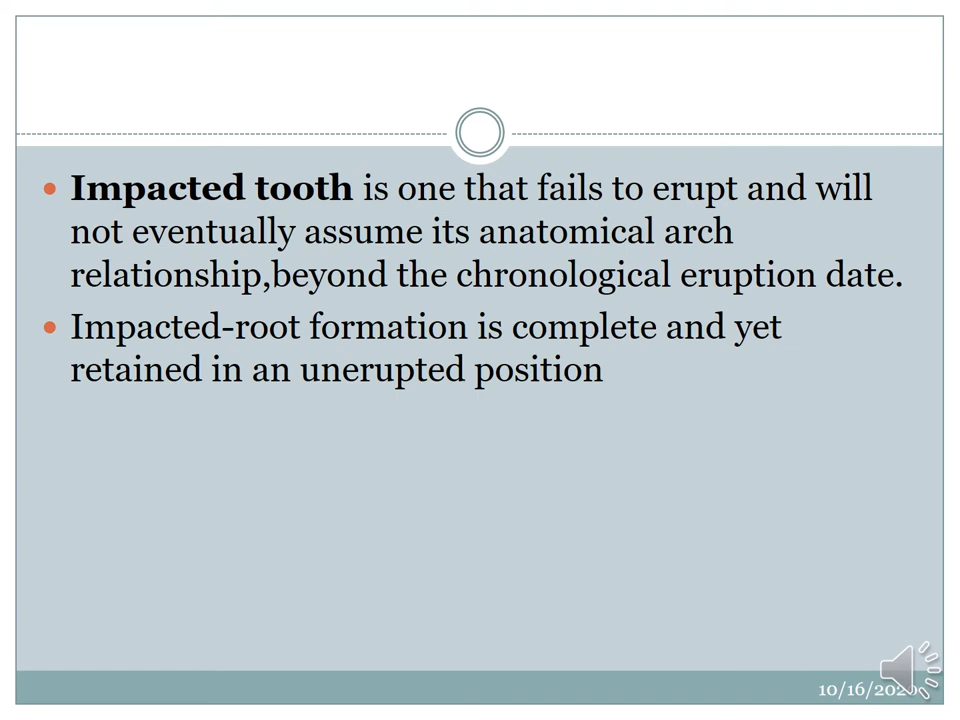 Impacted tooth is one that fails to erupt and will
not eventually assume its anatomical arch
relationship,beyond the chronological eruption date.
Impacted-root formation is complete and yet
retained in an unerupted position
10/16/2020